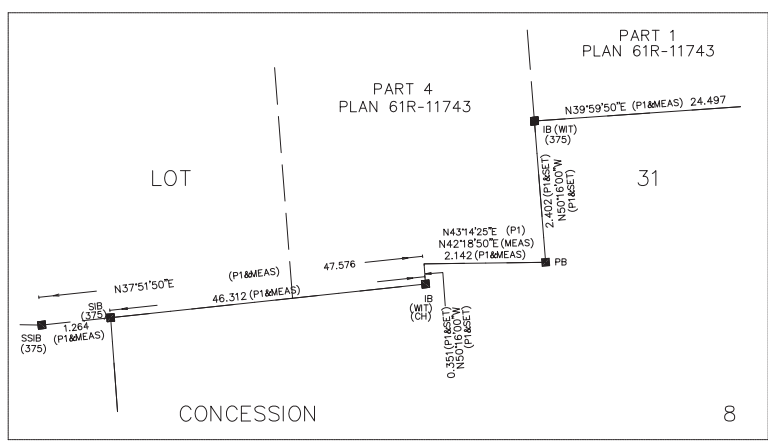 PART 1
PLAN 61R-11743
PART 4
PLAN 61R-11743
N39°59'50"E (P1&MEAS) 24.497
IB (WIT)
(375)
LOT
31
2.402 (P1&SET)
N50°16'00"W
(P1&SET)
N43°14'25"E (P1)
N42°18'50"E (MEAS)
2.142 (P1&MEAS)
PB
N37°51'50"E (P1&MEAS) 47.576
46.312 (P1&MEAS)
SIB
(375)
1.264
(P1&MEAS)
SSIB
(375)
IB
(WIT)
(CH)
0.351 (P1&SET)
N50°16'00"W
(P1&SET)
CONCESSION
8